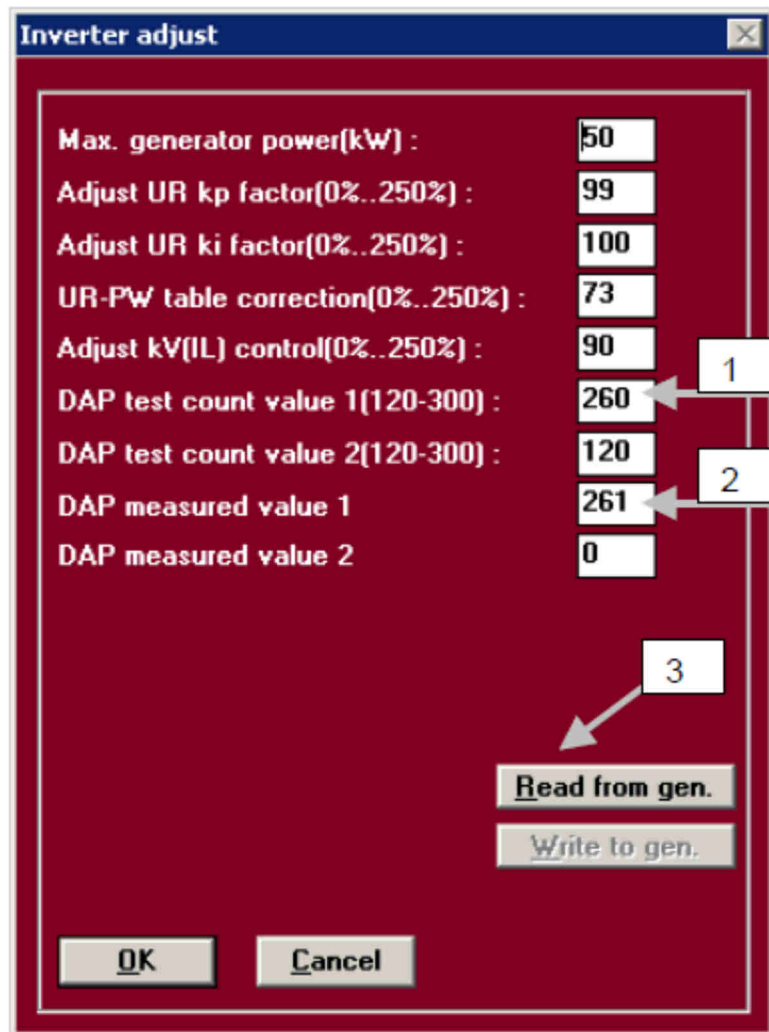 Inverter adjust
Max. generator power(kW) : 50
Adjust UR kp factor(0%..250%) : 99
Adjust UR ki factor(0%..250%) : 100
UR-PW table correction(0%..250%) : 73
Adjust kV(IL) control(0%..250%) : 90
1
DAP test count value 1(120-300) : 260
DAP test count value 2(120-300) : 120
2
DAP measured value 1 261
DAP measured value 2 0
3
Read from gen.
Write to gen.
OK Cancel